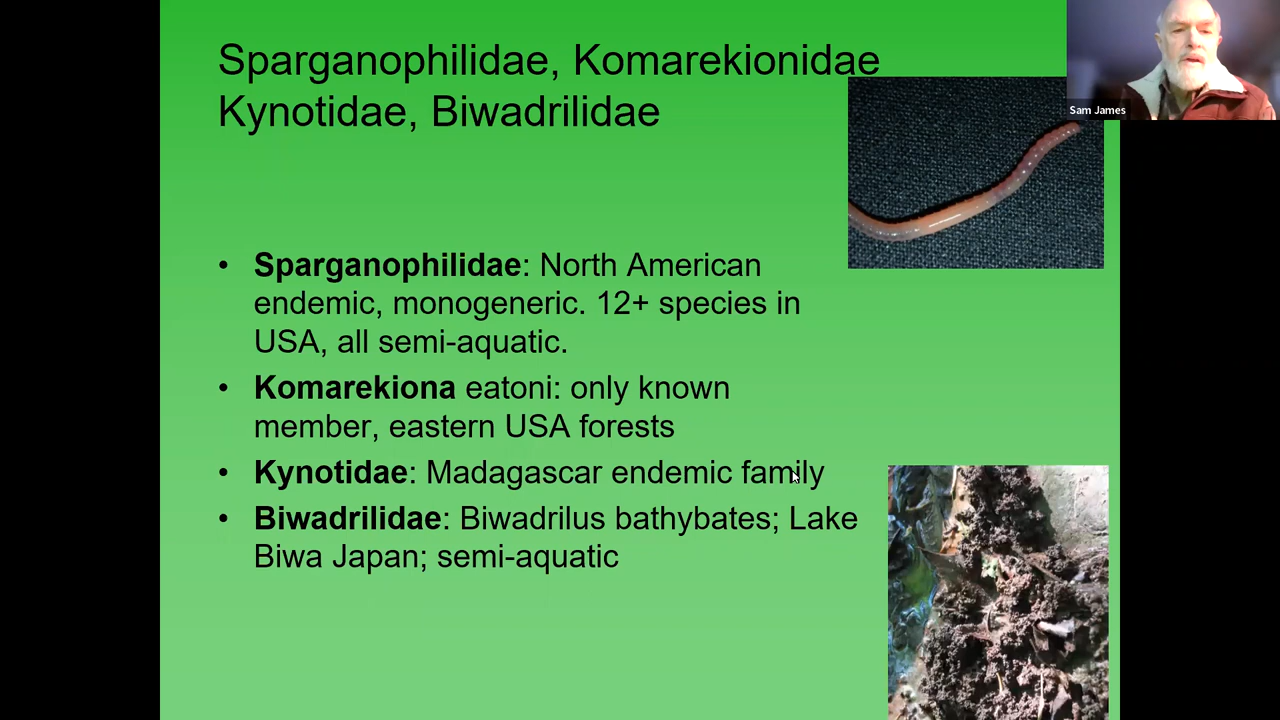 Sparganophilidae, Komarekionidae
Kynotidae, Biwadrilidae
Sam James
• Sparganophilidae: North American
endemic, monogeneric. 12+ species in
USA, all semi-aquatic.
• Komarekiona eatoni: only known
member, eastern USA forests
• Kynotidae: Madagascar endemic family
• Biwadrilidae: Biwadrilus bathybates; Lake
Biwa Japan; semi-aquatic